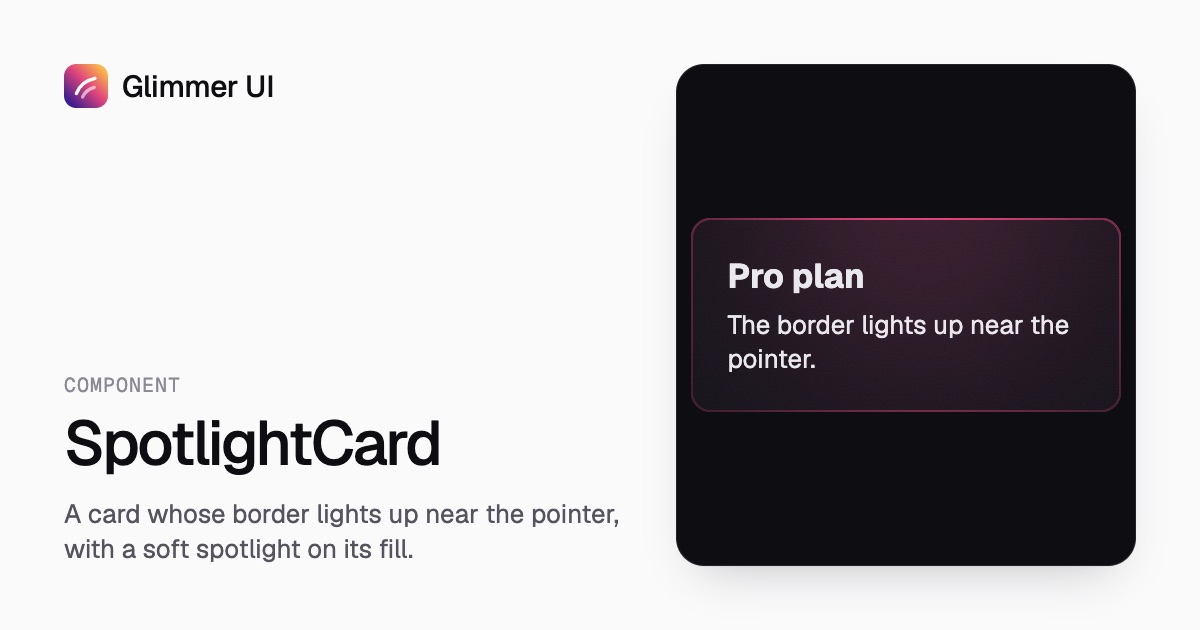 Glimmer UI
COMPONENT
SpotlightCard
A card whose border lights up near the pointer,
with a soft spotlight on its fill.
Pro plan
The border lights up near the
pointer.